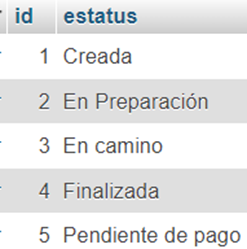 id estatus
1 Creada
2 En Preparación
3 En camino
4 Finalizada
5 Pendiente de pago